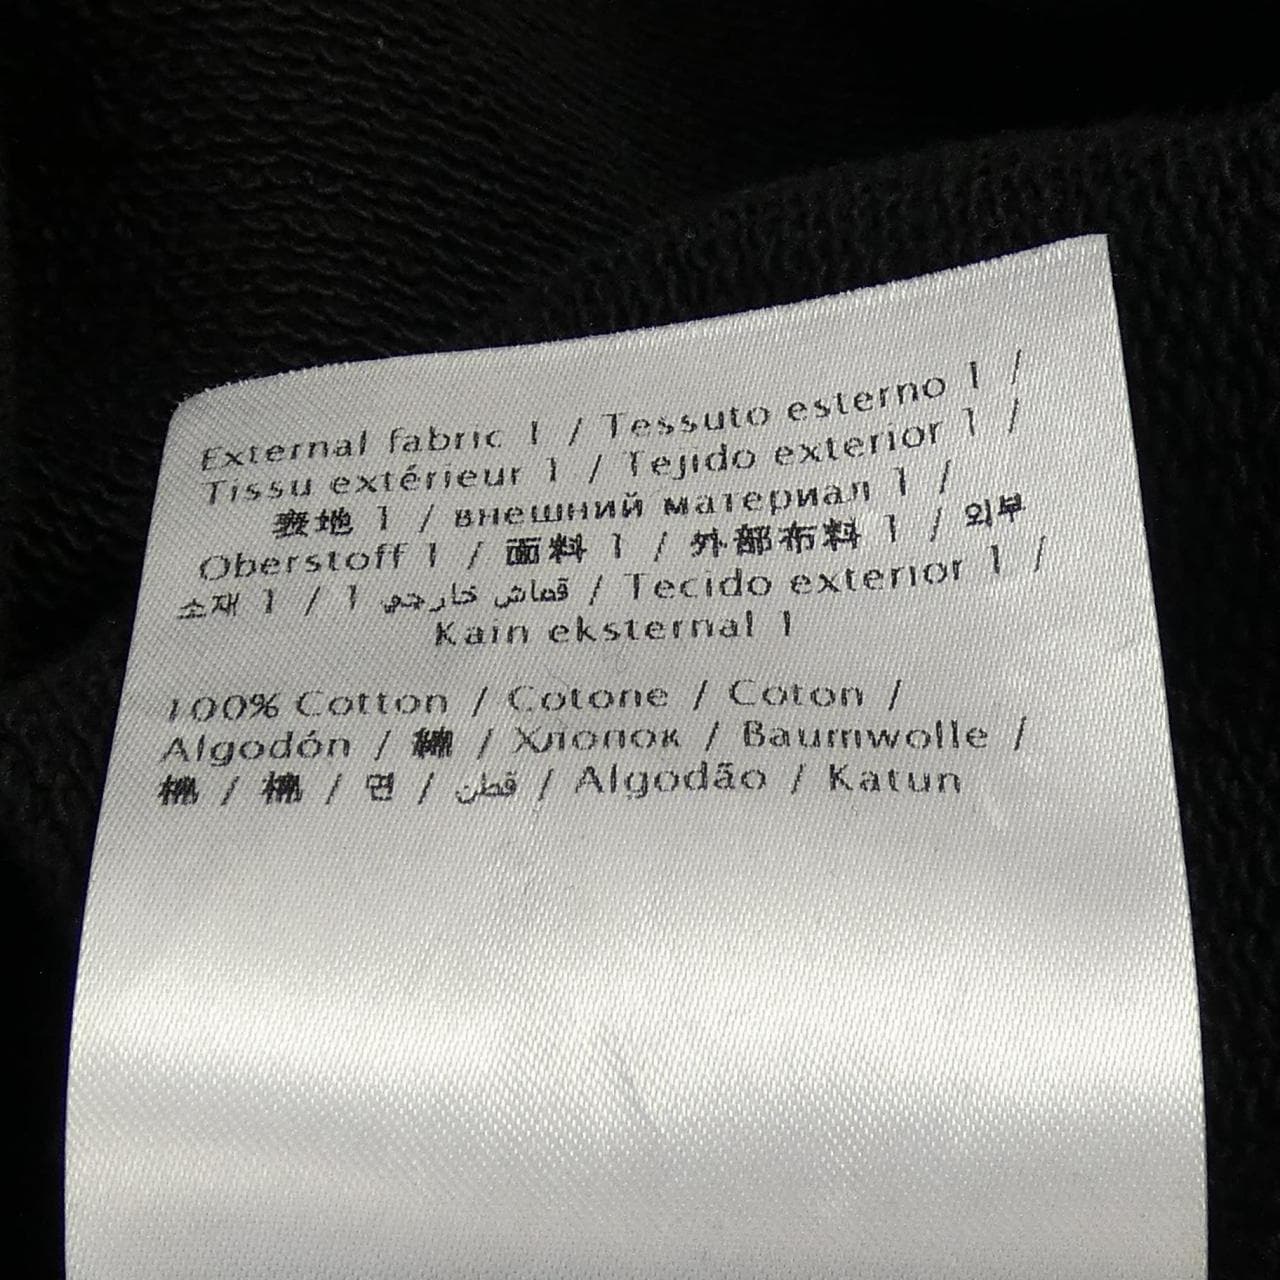 External fabric 1 / Tessuto esterno 1 /
Tissu extérieur 1 / Tejido exterior 1 /
表地 1 / внешний материал 1 /
Oberstoff 1 / 面料 1 / 外部布料 1 / 외부
소재 1 / 1 قماش خارجي / Tecido exterior 1 /
Kain eksternal 1
100% Cotton / Cotone / Coton /
Algodón / 綿 / Хлопок / Baumwolle /
棉 / 棉 / 면 / قطن / Algodão / Katun